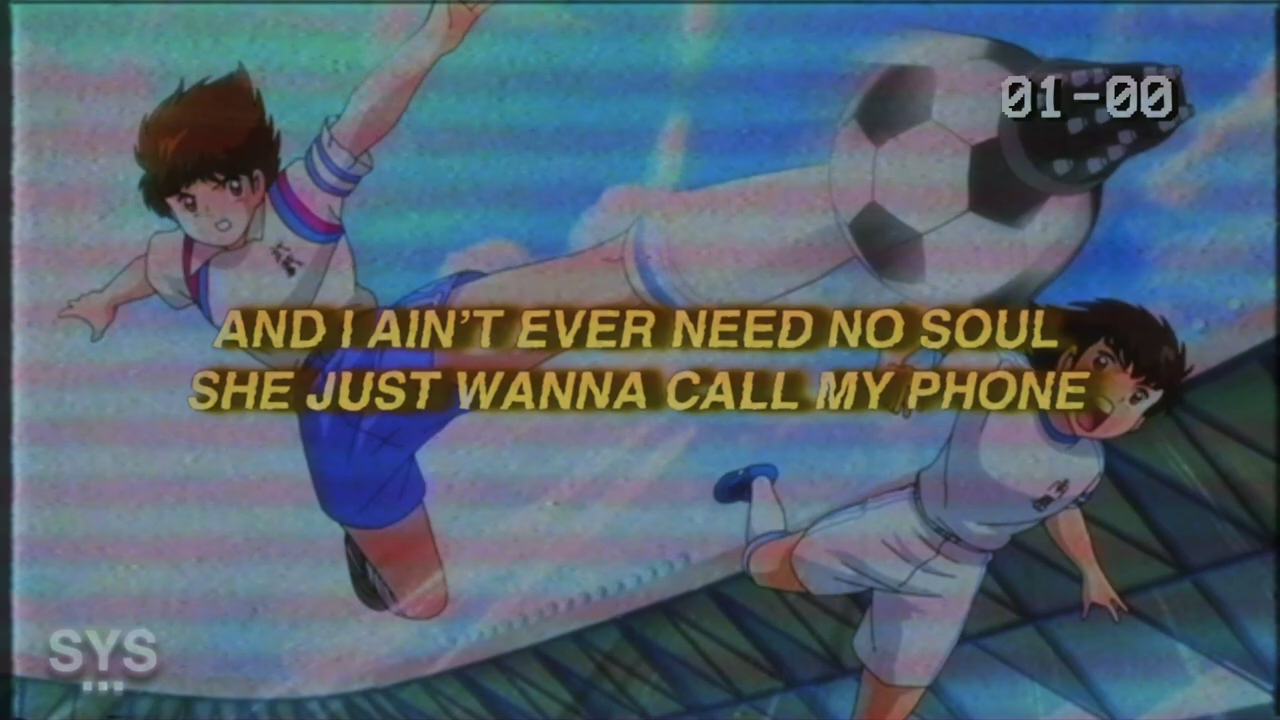 01-00
AND I AIN'T EVER NEED NO SOUL
SHE JUST WANNA CALL MY PHONE
SYS